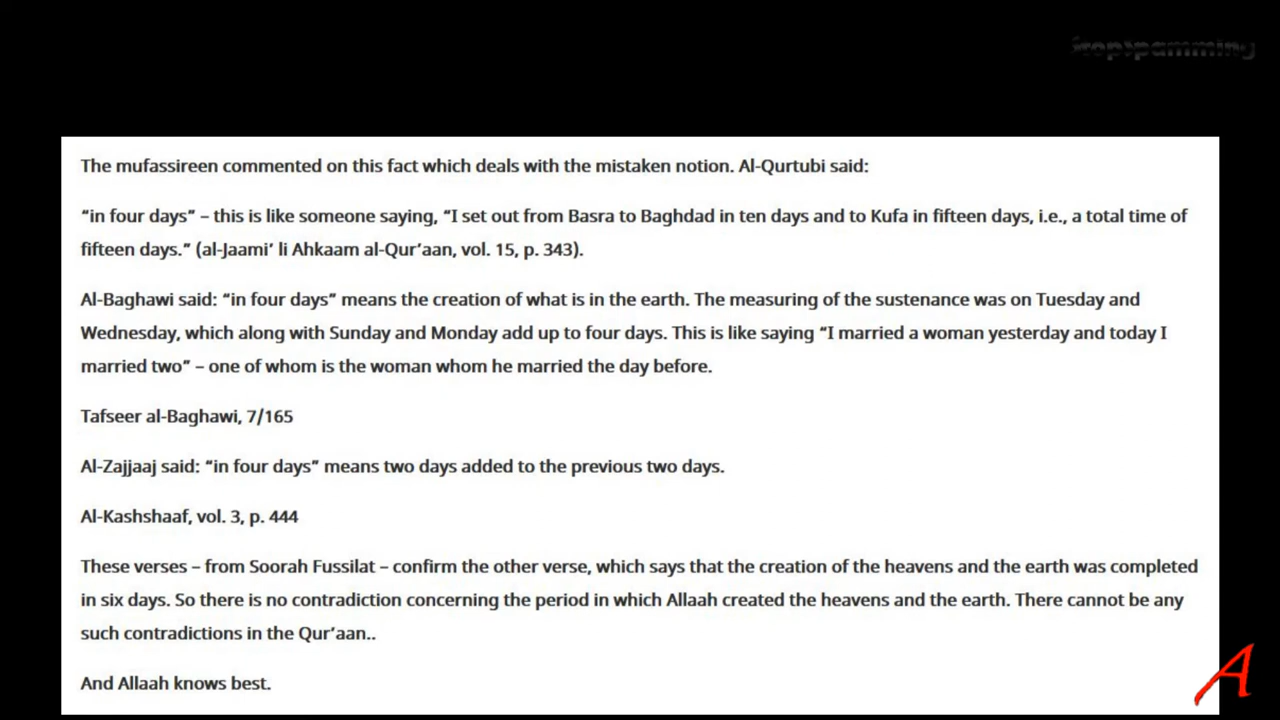 StopSpamming
The mufassireen commented on this fact which deals with the mistaken notion. Al-Qurtubi said:
“in four days” – this is like someone saying, “I set out from Basra to Baghdad in ten days and to Kufa in fifteen days, i.e., a total time of
fifteen days.” (al-Jaami’ li Ahkaam al-Qur’aan, vol. 15, p. 343).
Al-Baghawi said: “in four days” means the creation of what is in the earth. The measuring of the sustenance was on Tuesday and
Wednesday, which along with Sunday and Monday add up to four days. This is like saying “I married a woman yesterday and today I
married two” – one of whom is the woman whom he married the day before.
Tafseer al-Baghawi, 7/165
Al-Zajjaaj said: “in four days” means two days added to the previous two days.
Al-Kashshaaf, vol. 3, p. 444
These verses – from Soorah Fussilat – confirm the other verse, which says that the creation of the heavens and the earth was completed
in six days. So there is no contradiction concerning the period in which Allaah created the heavens and the earth. There cannot be any
such contradictions in the Qur’aan..
And Allaah knows best.
A